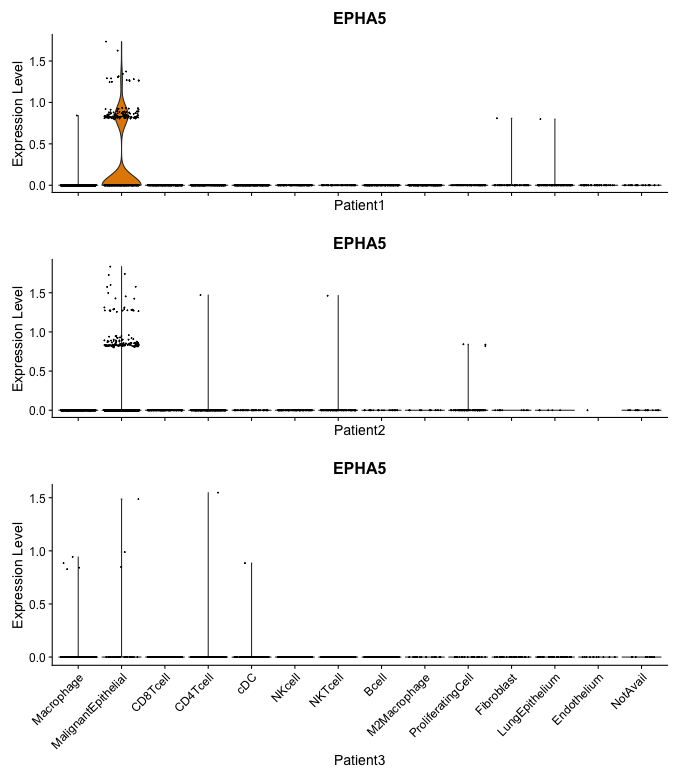 EPHA5
Expression Level
1.5
1.0
0.5
0.0
Patient1
EPHA5
Expression Level
1.5
1.0
0.5
0.0
Patient2
EPHA5
Expression Level
1.5
1.0
0.5
0.0
Macrophage
MalignantEpithelial
CD8Tcell
CD4Tcell
cDC
NKcell
NKTcell
Bcell
M2Macrophage
ProliferatingCell
Fibroblast
LungEpithelium
Endothelium
NotAvail
Patient3